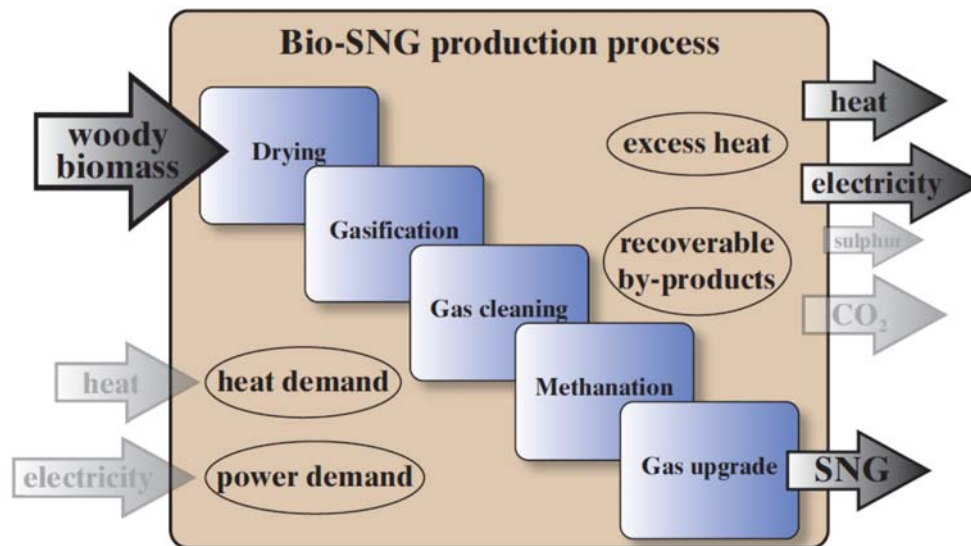 Bio-SNG production process
woody
biomass
Drying
Gasification
Gas cleaning
Methanation
Gas upgrade
excess heat
recoverable
by-products
heat demand
power demand
heat
electricity
heat
electricity
sulphur
CO₂
SNG